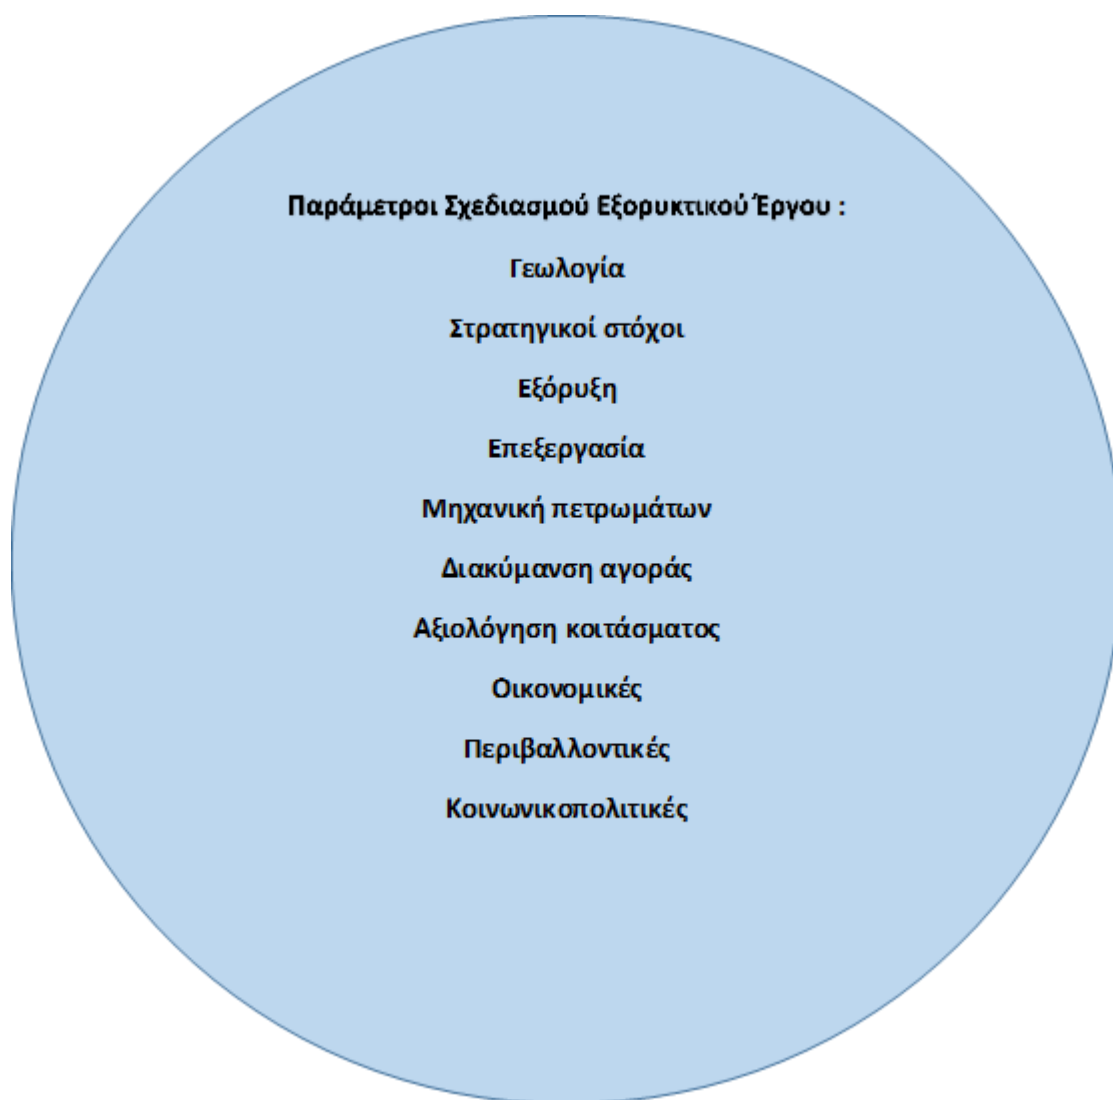 Παράμετροι Σχεδιασμού Εξορυκτικού Έργου :
Γεωλογία
Στρατηγικοί στόχοι
Εξόρυξη
Επεξεργασία
Μηχανική πετρωμάτων
Διακύμανση αγοράς
Αξιολόγηση κοιτάσματος
Οικονομικές
Περιβαλλοντικές
Κοινωνικοπολιτικές